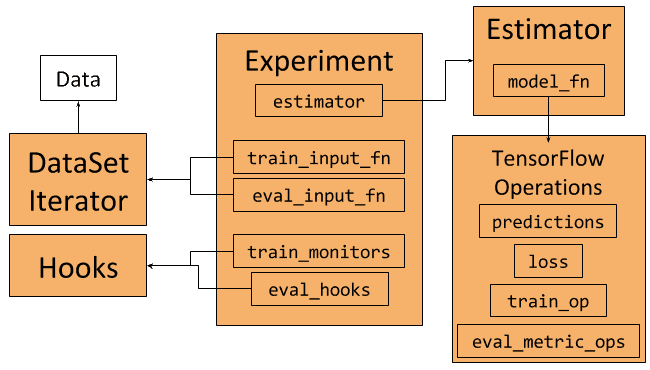 Data
DataSet
Iterator
Hooks
Experiment
estimator
train_input_fn
eval_input_fn
train_monitors
eval_hooks
Estimator
model_fn
TensorFlow
Operations
predictions
loss
train_op
eval_metric_ops